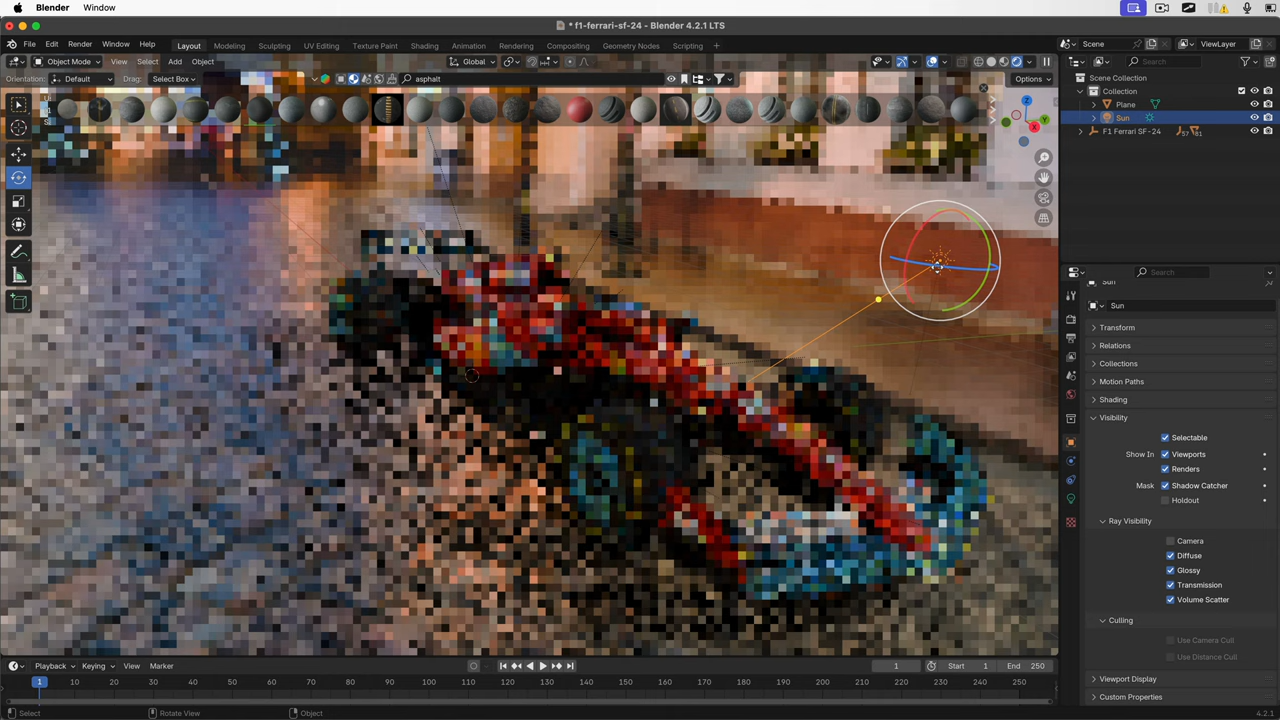 Blender Window
* f1-ferrari-sf-24 - Blender 4.2.1 LTS
File Edit Render Window Help Layout Modeling Sculpting UV Editing Texture Paint Shading Animation Rendering Compositing Geometry Nodes Scripting + Scene ViewLayer
Object Mode View Select Add Object Global Search
Orientation: Default Drag: Select Box asphalt Options
Scene Collection
Collection
Plane
Sun
F1 Ferrari SF-24 57 81
Z
Y
X
Search
Sun
Sun
Transform
Relations
Collections
Motion Paths
Shading
Visibility
Selectable
Show In Viewports
Renders
Mask Shadow Catcher
Holdout
Ray Visibility
Camera
Diffuse
Glossy
Transmission
Volume Scatter
Culling
Use Camera Cull
Use Distance Cull
Viewport Display
Custom Properties
Playback Keying View Marker 1 Start 1 End 250
1 10 20 30 40 50 60 70 80 90 100 110 120 130 140 150 160 170 180 190 200 210 220 230 240 250
Select Rotate View Object 4.2.1